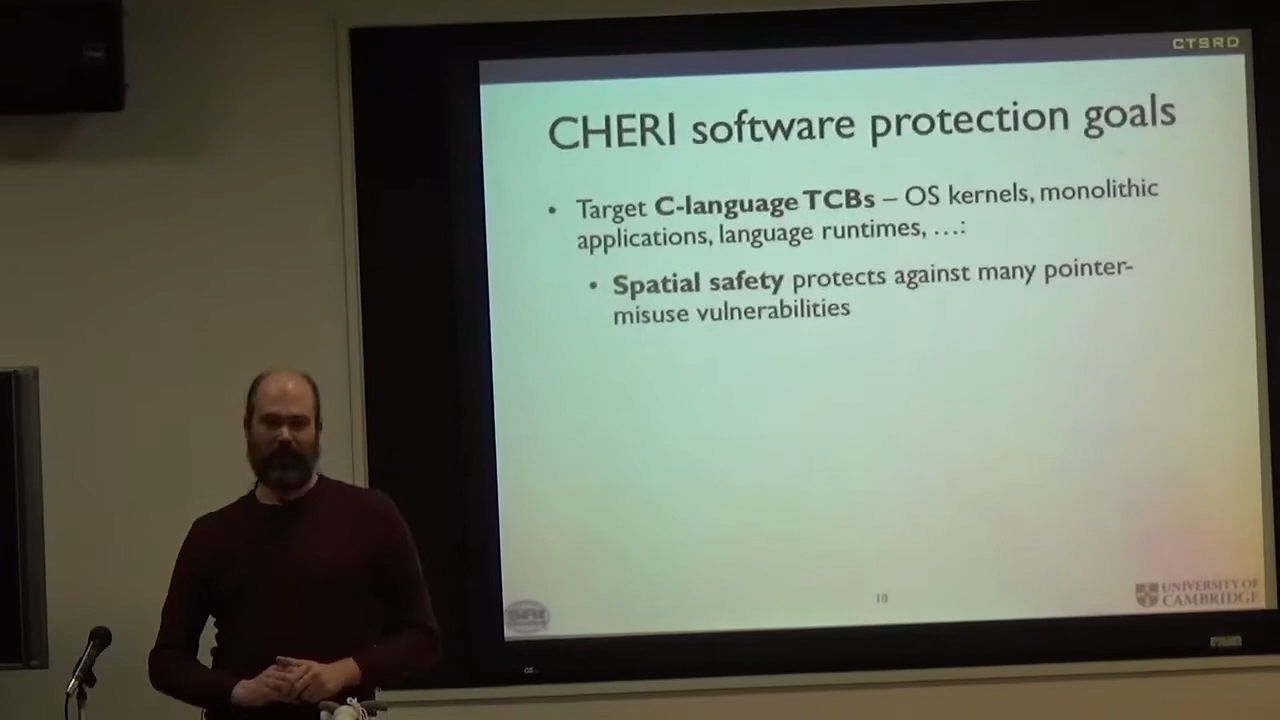 CTSRD
CHERI software protection goals
• Target C-language TCBs – OS kernels, monolithic
applications, language runtimes, …:
• Spatial safety protects against many pointer-
misuse vulnerabilities
SRI
18
UNIVERSITY OF
CAMBRIDGE